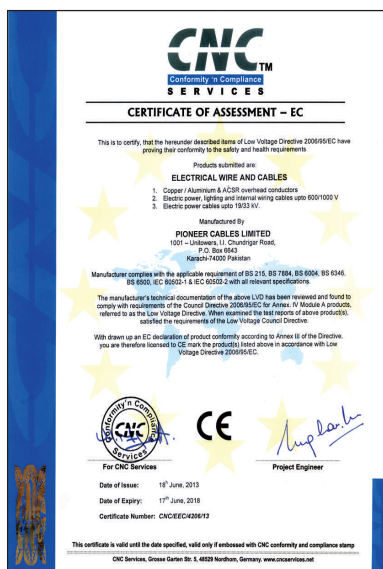 CNC TM
Conformity 'n Compliance
SERVICES
CERTIFICATE OF ASSESSMENT – EC
This is to certify, that the hereunder described items of Low Voltage Directive 2006/95/EC have
proving their conformity to the safety and health requirements
Products submitted are:
ELECTRICAL WIRE AND CABLES
1. Copper / Aluminium & ACSR overhead conductors
2. Electric power, lighting and internal wiring cables upto 600/1000 V
3. Electric power cables upto 19/33 kV.
Manufactured By
PIONEER CABLES LIMITED
1001 – Unitowers, I.I. Chundrigar Road,
P.O. Box 6643
Karachi-74000 Pakistan
Manufacturer complies with the applicable requirement of BS 215, BS 7884, BS 6004, BS 6346,
BS 6500, IEC 60502-1 & IEC 60502-2 with all relevant specifications.
The manufacturer's technical documentation of the above LVD has been reviewed and found to
comply with requirements of the Council Directive 2006/95/EC for Annex. IV Module A products,
referred to as the Low Voltage Directive. When examined the test reports of above product(s),
satisfied the requirements of the Low Voltage Council Directive.
With drawn up an EC declaration of product conformity according to Annex III of the Directive.
you are therefore licensed to CE mark the product(s) listed above in accordance with Low
Voltage Directive 2006/95/EC.
Conformity 'n Compliance
CNC
Services
CE
For CNC Services
Project Engineer
Date of Issue: 18th June, 2013
Date of Expiry: 17th June, 2018
Certificate Number: CNC/EEC/4206/13
This certificate is valid until the date specified, valid only if embossed with CNC conformity and compliance stamp
CNC Services, Grosse Garten Str. 5, 48529 Nordhorn, Germany. www.cncservices.net